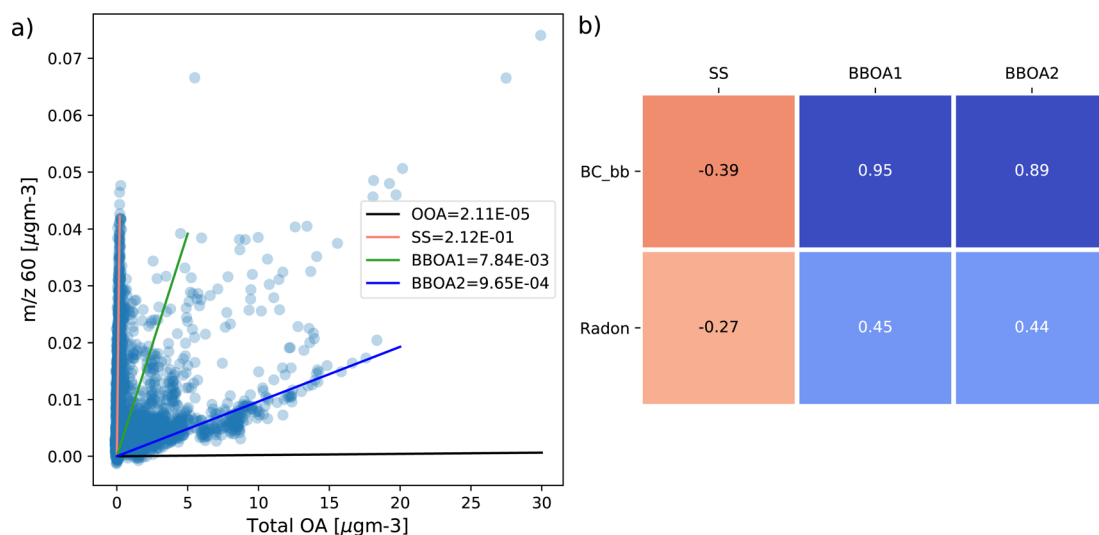 a)
0.07
0.06
0.05
0.04
0.03
0.02
0.01
0.00
m/z 60 [μgm-3]
0 5 10 15 20 25 30
Total OA [μgm-3]
OOA=2.11E-05
SS=2.12E-01
BBOA1=7.84E-03
BBOA2=9.65E-04
b)
SS BBOA1 BBOA2
BC_bb -0.39 0.95 0.89
Radon -0.27 0.45 0.44